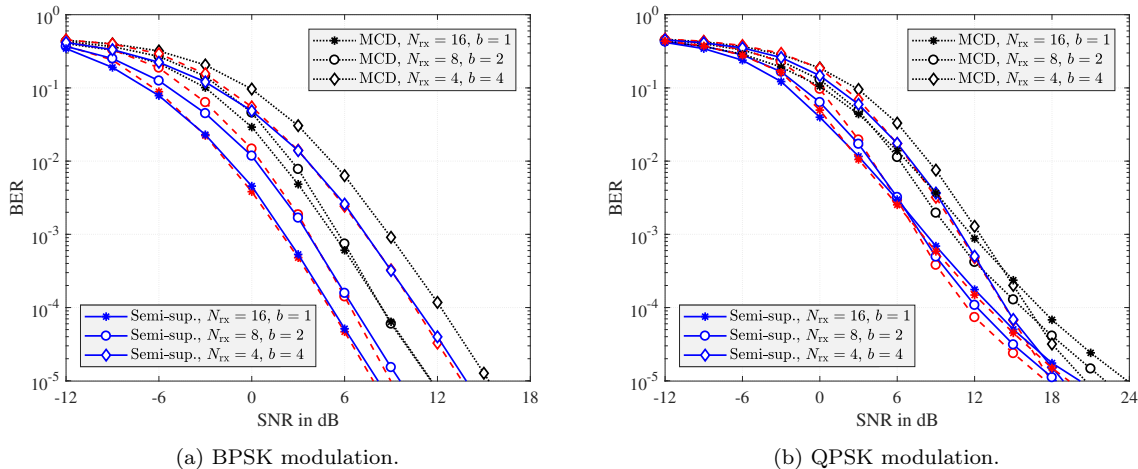 10^0
10^-1
10^-2
10^-3
10^-4
10^-5
BER
-12 -6 0 6 12 18
SNR in dB
MCD, N_rx = 16, b = 1
MCD, N_rx = 8, b = 2
MCD, N_rx = 4, b = 4
Semi-sup., N_rx = 16, b = 1
Semi-sup., N_rx = 8, b = 2
Semi-sup., N_rx = 4, b = 4
(a) BPSK modulation.
10^0
10^-1
10^-2
10^-3
10^-4
10^-5
BER
-12 -6 0 6 12 18 24
SNR in dB
MCD, N_rx = 16, b = 1
MCD, N_rx = 8, b = 2
MCD, N_rx = 4, b = 4
Semi-sup., N_rx = 16, b = 1
Semi-sup., N_rx = 8, b = 2
Semi-sup., N_rx = 4, b = 4
(b) QPSK modulation.